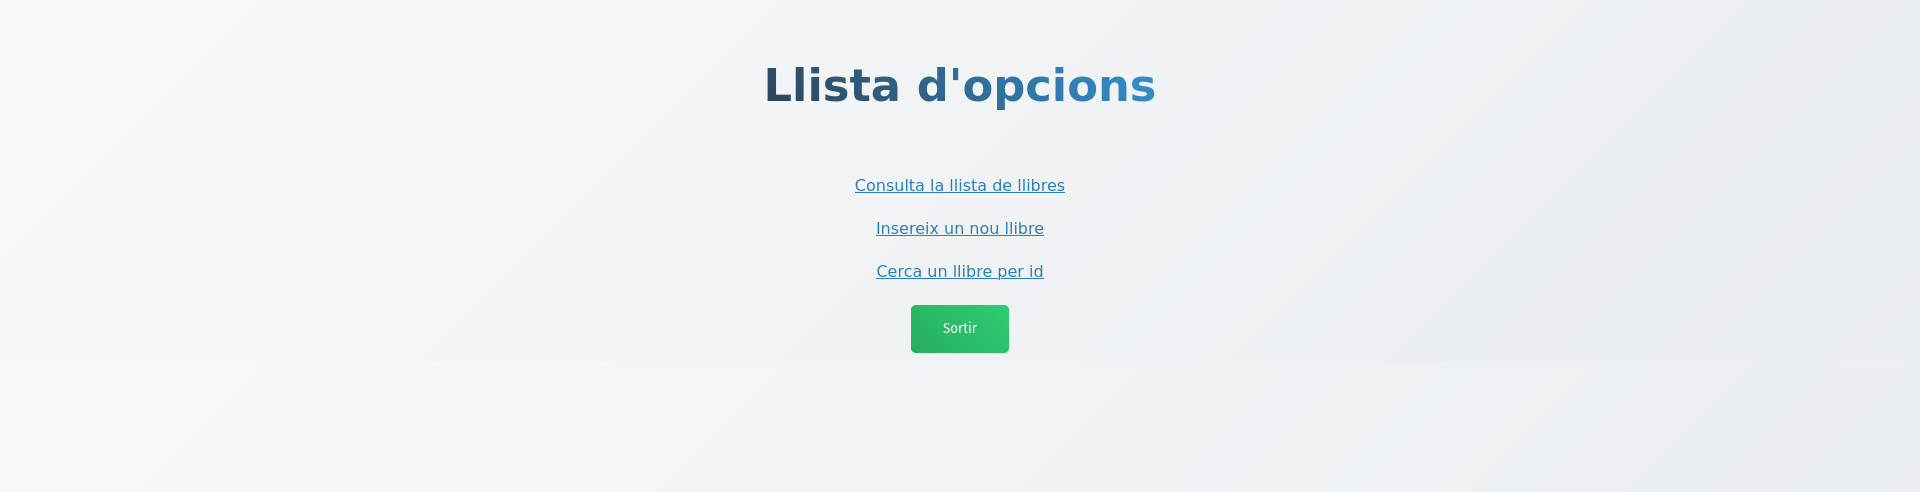 Llista d'opcions
Consulta la llista de llibres
Insereix un nou llibre
Cerca un llibre per id
Sortir